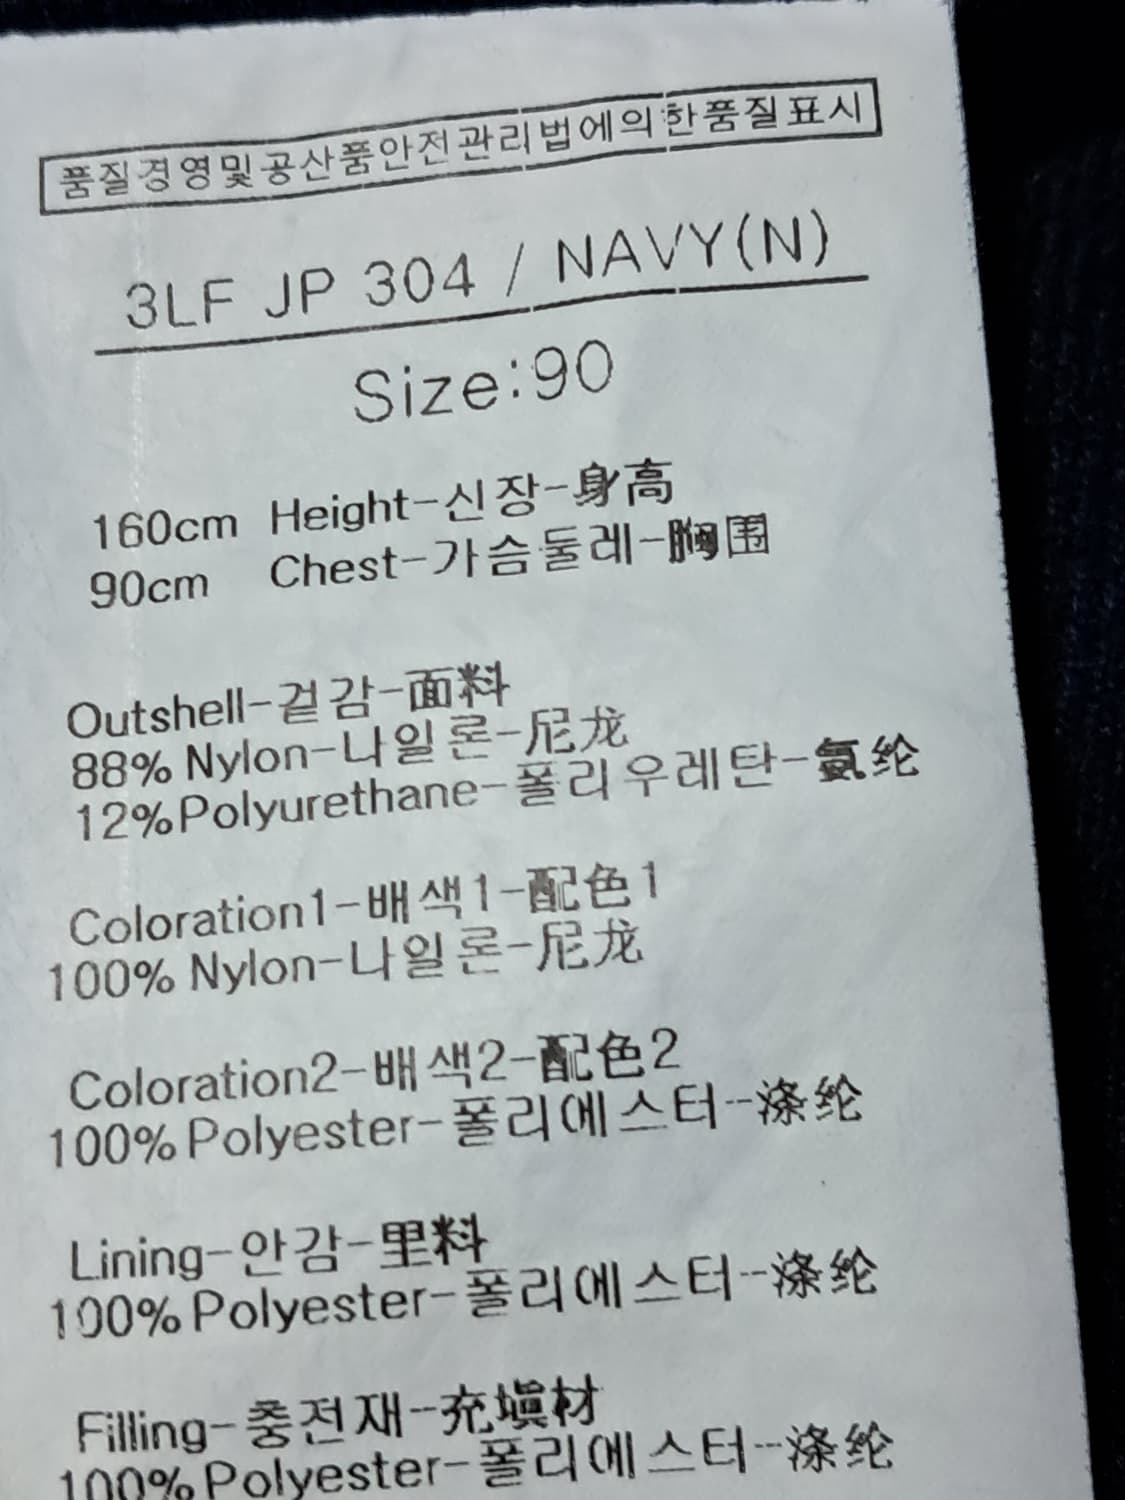 품질경영및공산품안전관리법에의한품질표시
3LF JP 304 / NAVY(N)
Size:90
160cm Height-신장-身高
90cm Chest-가슴둘레-胸围
Outshell-겉감-面料
88% Nylon-나일론-尼龙
12%Polyurethane-폴리우레탄-氨纶
Coloration1-배색1-配色1
100% Nylon-나일론-尼龙
Coloration2-배색2-配色2
100% Polyester-폴리에스터-涤纶
Lining-안감-里料
100% Polyester-폴리에스터-涤纶
Filling-충전재-充塡材
100% Polyester-폴리에스터-涤纶